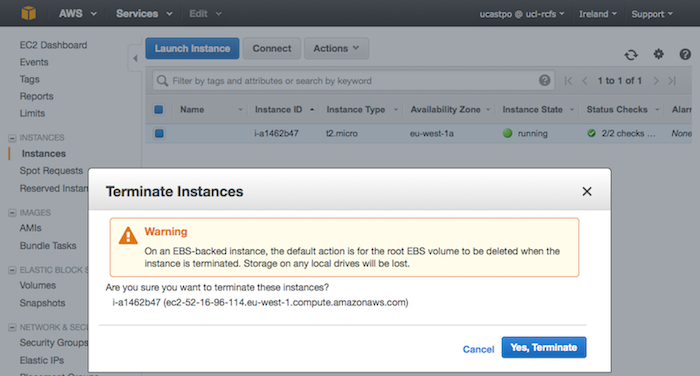 AWS Services Edit ucastpo @ ucl-rcfs Ireland Support
EC2 Dashboard
Events
Tags
Reports
Limits
INSTANCES
Instances
Spot Requests
Reserved Instan
IMAGES
AMIs
Bundle Tasks
ELASTIC BLOCK S
Volumes
Snapshots
NETWORK & SEC
Security Groups
Elastic IPs
Launch Instance Connect Actions
Filter by tags and attributes or search by keyword 1 to 1 of 1
Name Instance ID Instance Type Availability Zone Instance State Status Checks Alarm
i-a1462b47 t2.micro eu-west-1a running 2/2 checks ... None
Terminate Instances
Warning
On an EBS-backed instance, the default action is for the root EBS volume to be deleted when the
instance is terminated. Storage on any local drives will be lost.
Are you sure you want to terminate these instances?
i-a1462b47 (ec2-52-16-96-114.eu-west-1.compute.amazonaws.com)
Cancel Yes, Terminate